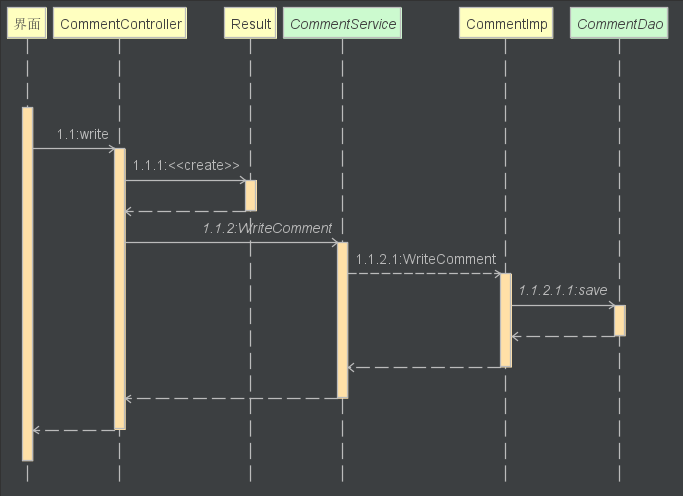 界面
CommentController
Result
CommentService
CommentImp
CommentDao
1.1:write
1.1.1:<<create>>
1.1.2:WriteComment
1.1.2.1:WriteComment
1.1.2.1.1:save